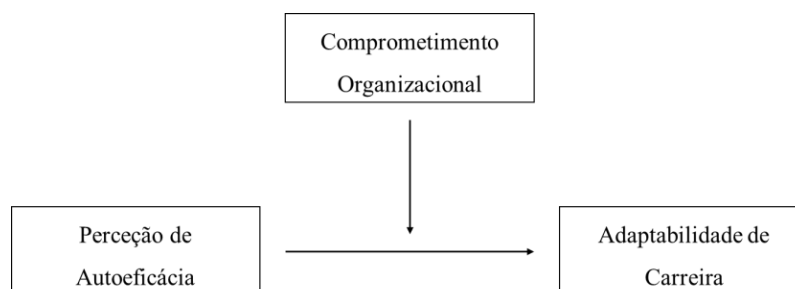 Comprometimento
Organizacional
Perceção de
Autoeficácia
Adaptabilidade de
Carreira